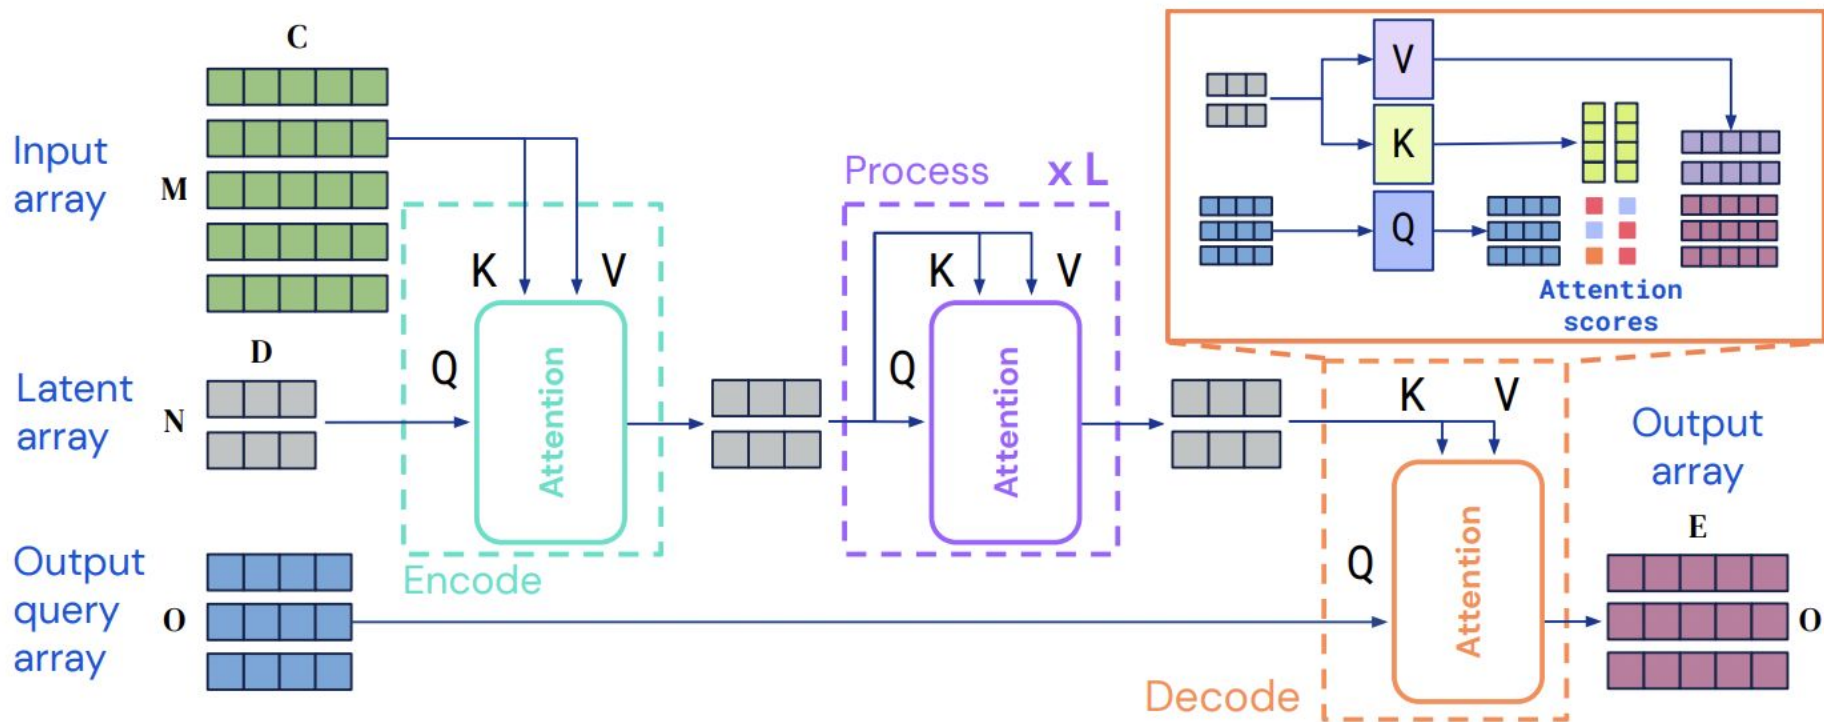 C
Input
array
M
D
Latent
array
N
Output
query
array
O
K
V
Q
Attention
Encode
Process
x L
K
V
Q
Attention
V
K
Q
Attention
scores
K
V
Q
Attention
Decode
Output
array
E
O